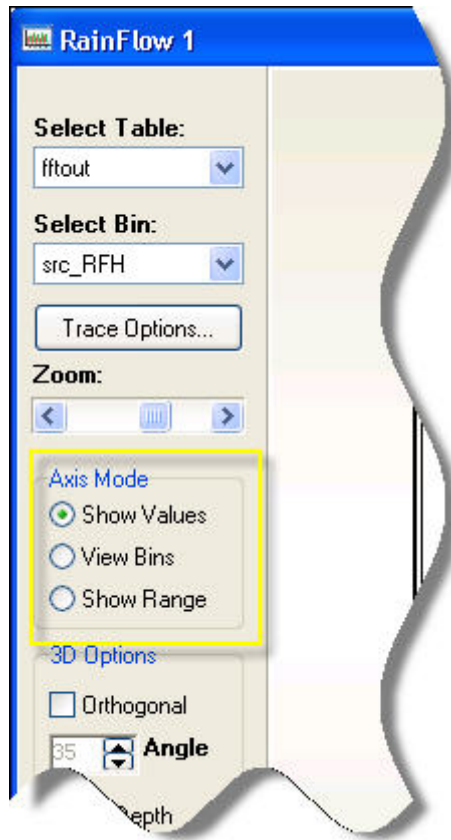 RainFlow 1
Select Table:
fftout
Select Bin:
src_RFH
Trace Options...
Zoom:
Axis Mode
Show Values
View Bins
Show Range
3D Options
Orthogonal
35 Angle